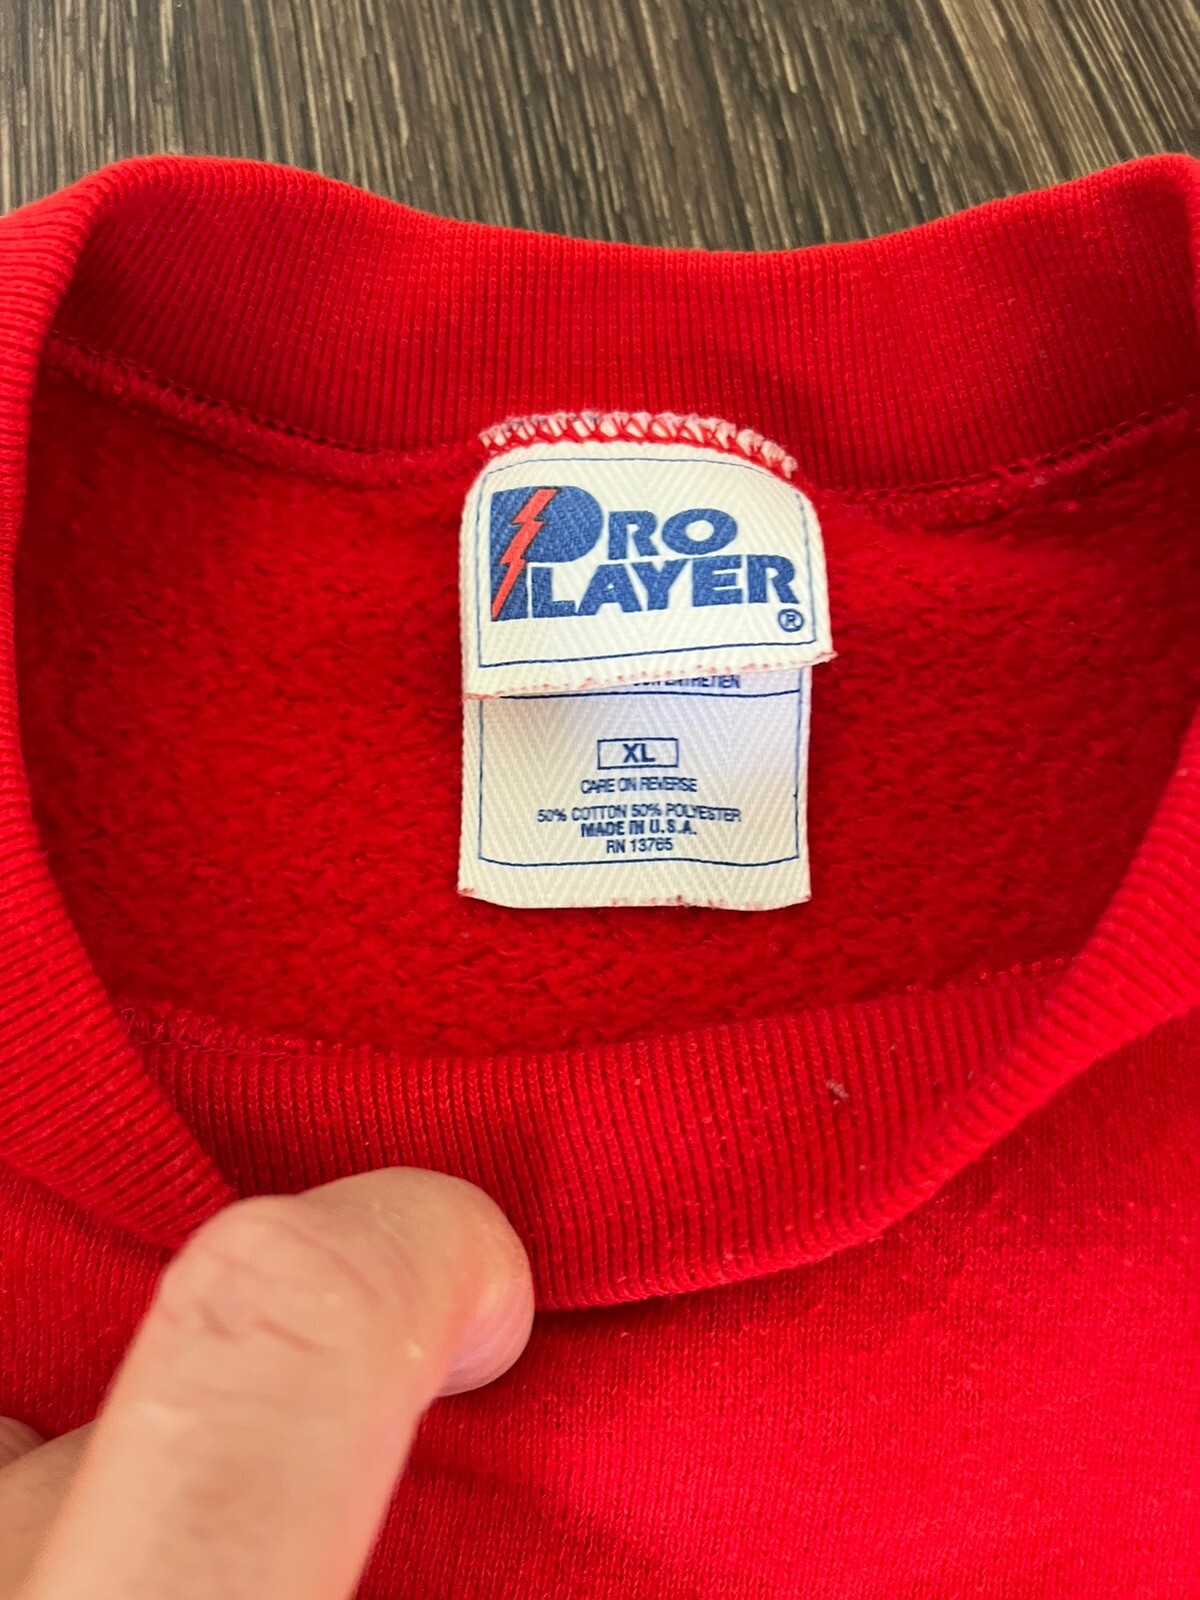 PRO
PLAYER
®
XL
CARE ON REVERSE
50% COTTON 50% POLYESTER
MADE IN U.S.A.
RN 13765